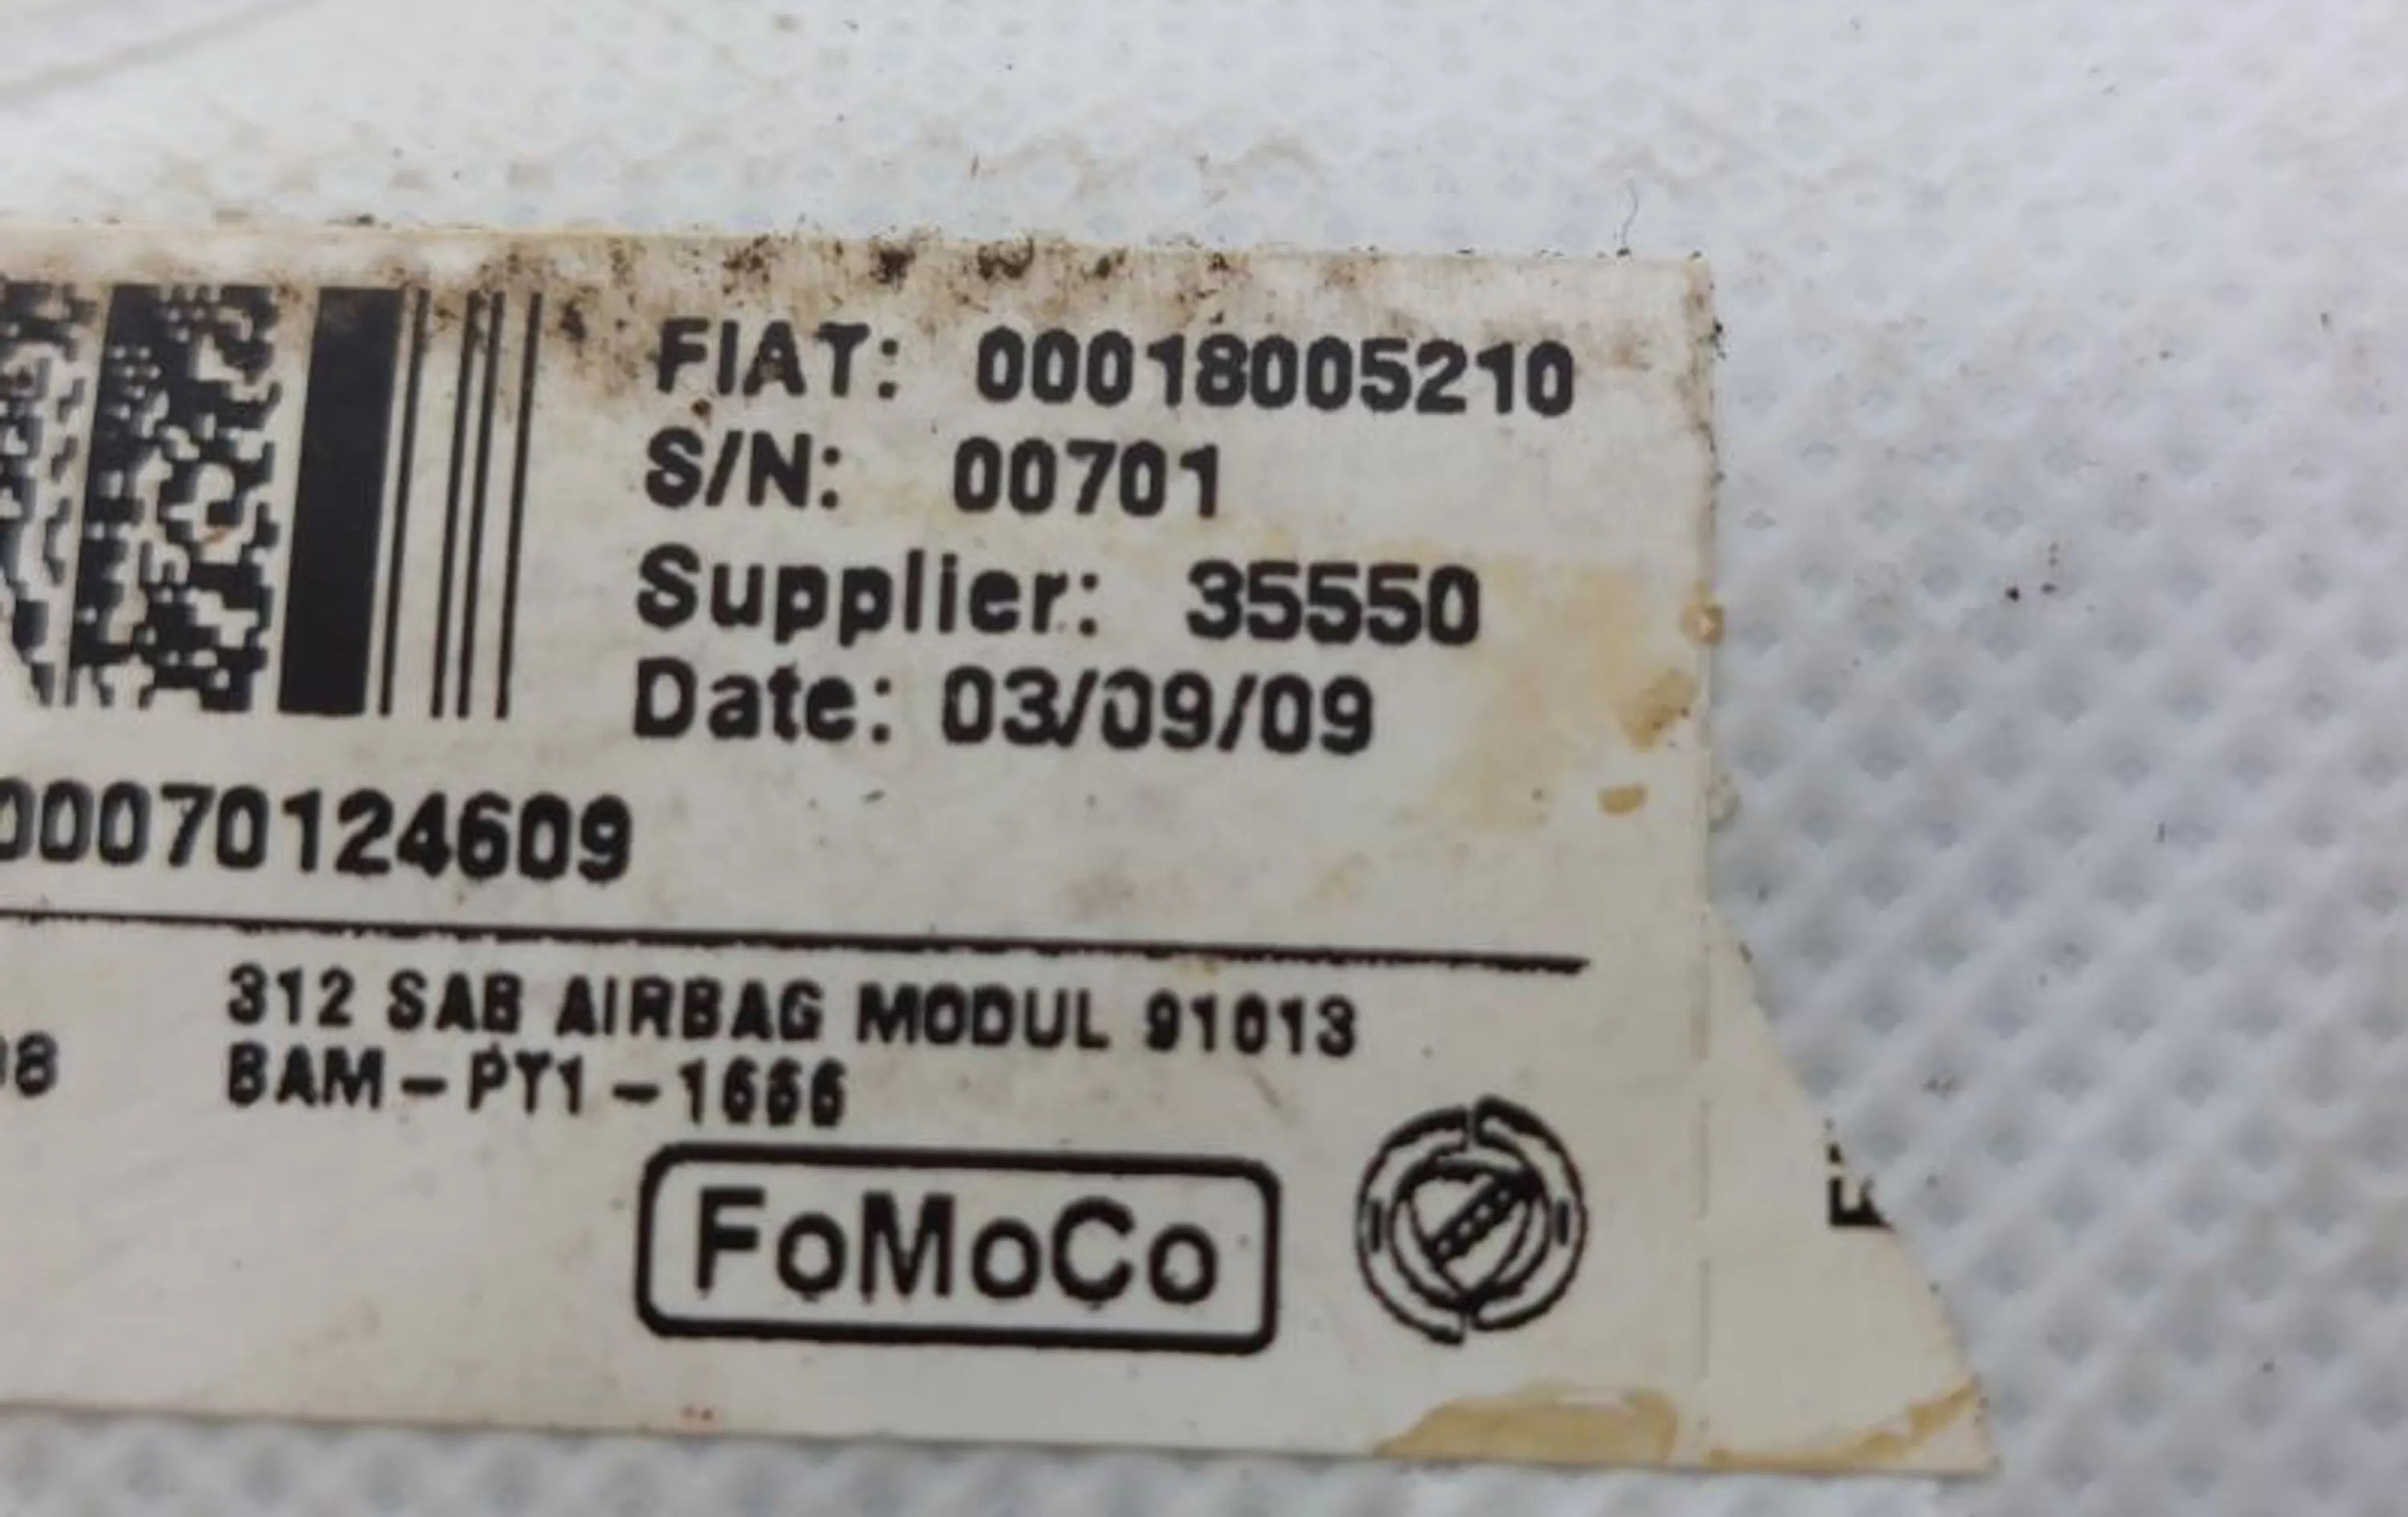 FIAT: 00018005210
S/N: 00701
Supplier: 35550
Date: 03/09/09
00070124609
312 SAB AIRBAG MODUL 91013
8
BAM-PT1-1666
FoMoCo